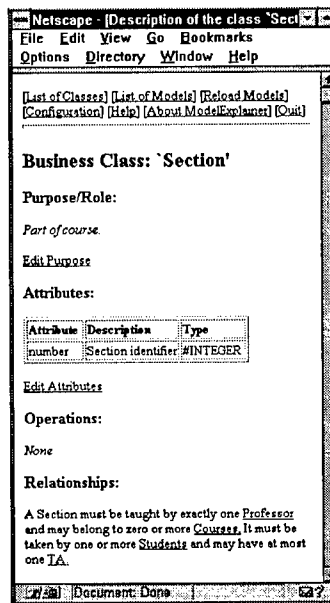 Netscape - [Description of the class `Secti
File Edit View Go Bookmarks
Options Directory Window Help
[List of Classes] [List of Models] [Reload Models]
[Configuration] [Help] [About ModelExplainer] [Quit]
Business Class: `Section'
Purpose/Role:
Part of course.
Edit Purpose
Attributes:
Attribute Description Type
number Section identifier #INTEGER
Edit Attributes
Operations:
None
Relationships:
A Section must be taught by exactly one Professor
and may belong to zero or more Courses. It must be
taken by one or more Students and may have at most
one TA.
Document: Done